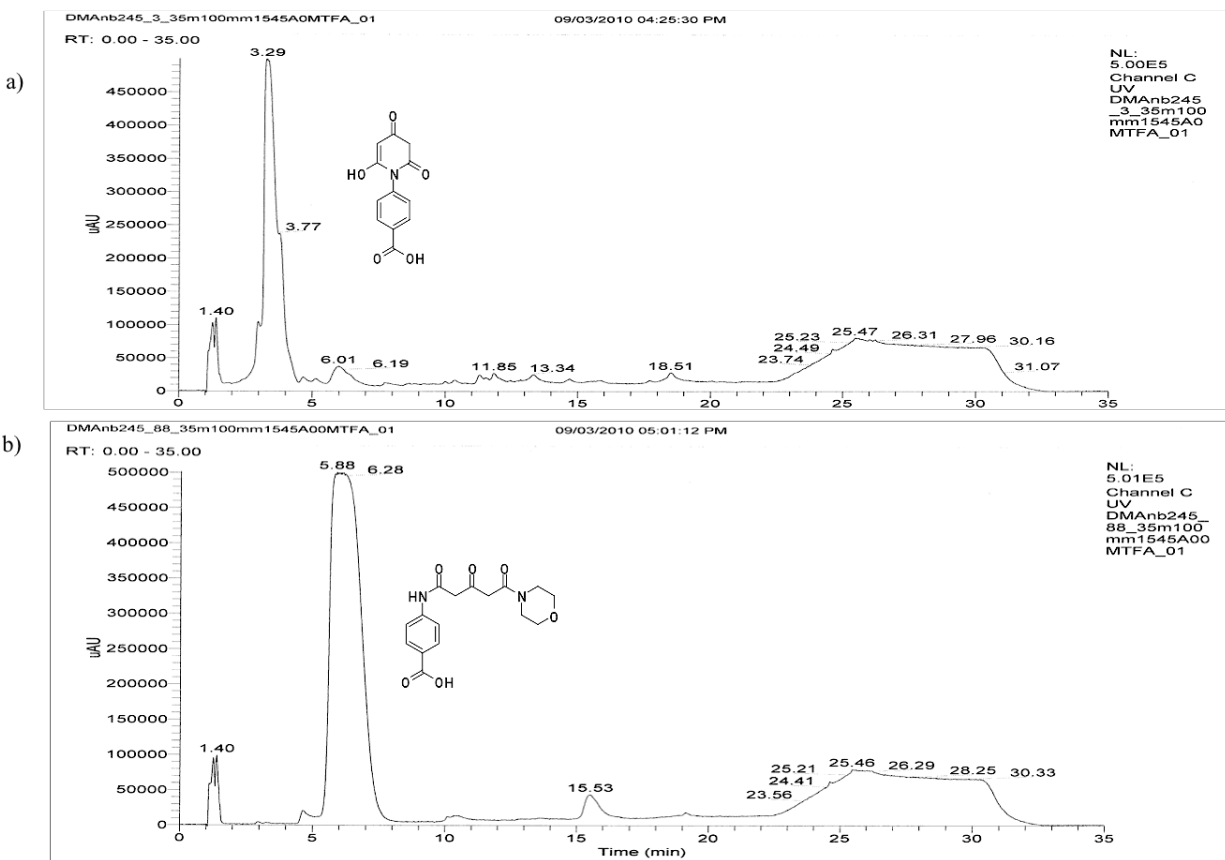 a)
DMAnb245_3_35m100mm1545A0MTFA_01 09/03/2010 04:25:30 PM
RT: 0.00 - 35.00
NL:
5.00E5
Channel C
UV
DMAnb245
_3_35m100
mm1545A0
MTFA_01
3.29
3.77
1.40
6.01
6.19
11.85
13.34
18.51
23.74
24.49
25.23
25.47
26.31
27.96
30.16
31.07
450000
400000
350000
300000
250000
200000
150000
100000
50000
0
uAU
O
HO
N
O
O
OH
0 5 10 15 20 25 30 35
b)
DMAnb245_88_35m100mm1545A00MTFA_01 09/03/2010 05:01:12 PM
RT: 0.00 - 35.00
NL:
5.01E5
Channel C
UV
DMAnb245_
88_35m100
mm1545A00
MTFA_01
5.88
6.28
1.40
15.53
23.56
24.41
25.21
25.46
26.29
28.25
30.33
500000
450000
400000
350000
300000
250000
200000
150000
100000
50000
0
uAU
O O O
HN N
O
O
OH
0 5 10 15 20 25 30 35
Time (min)